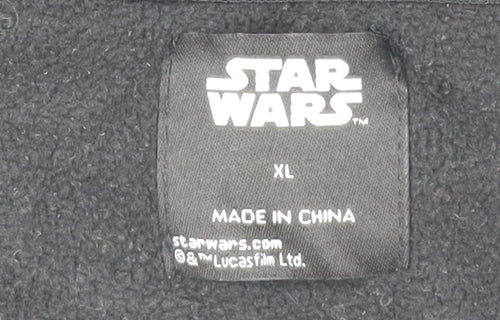 STAR
WARS™
XL
MADE IN CHINA
starwars.com
©&™Lucasfilm Ltd.